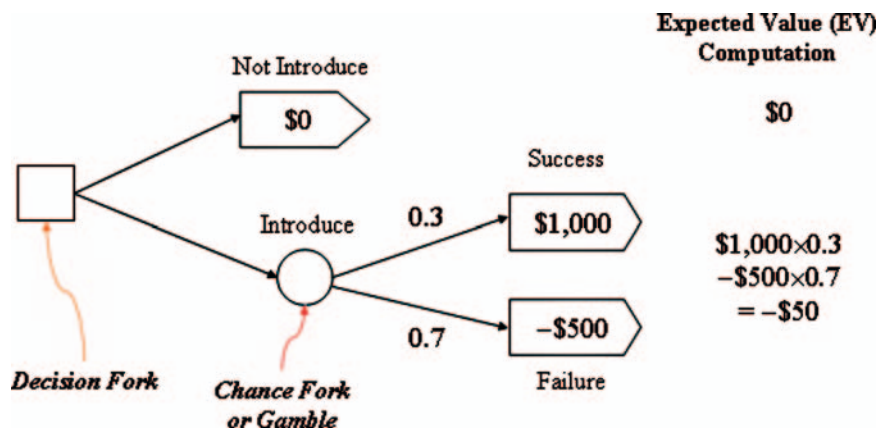 Expected Value (EV)
Computation
Not Introduce
$0
$0
Success
Introduce
0.3
$1,000
$1,000×0.3
–$500×0.7
= –$50
0.7
–$500
Failure
Decision Fork
Chance Fork
or Gamble